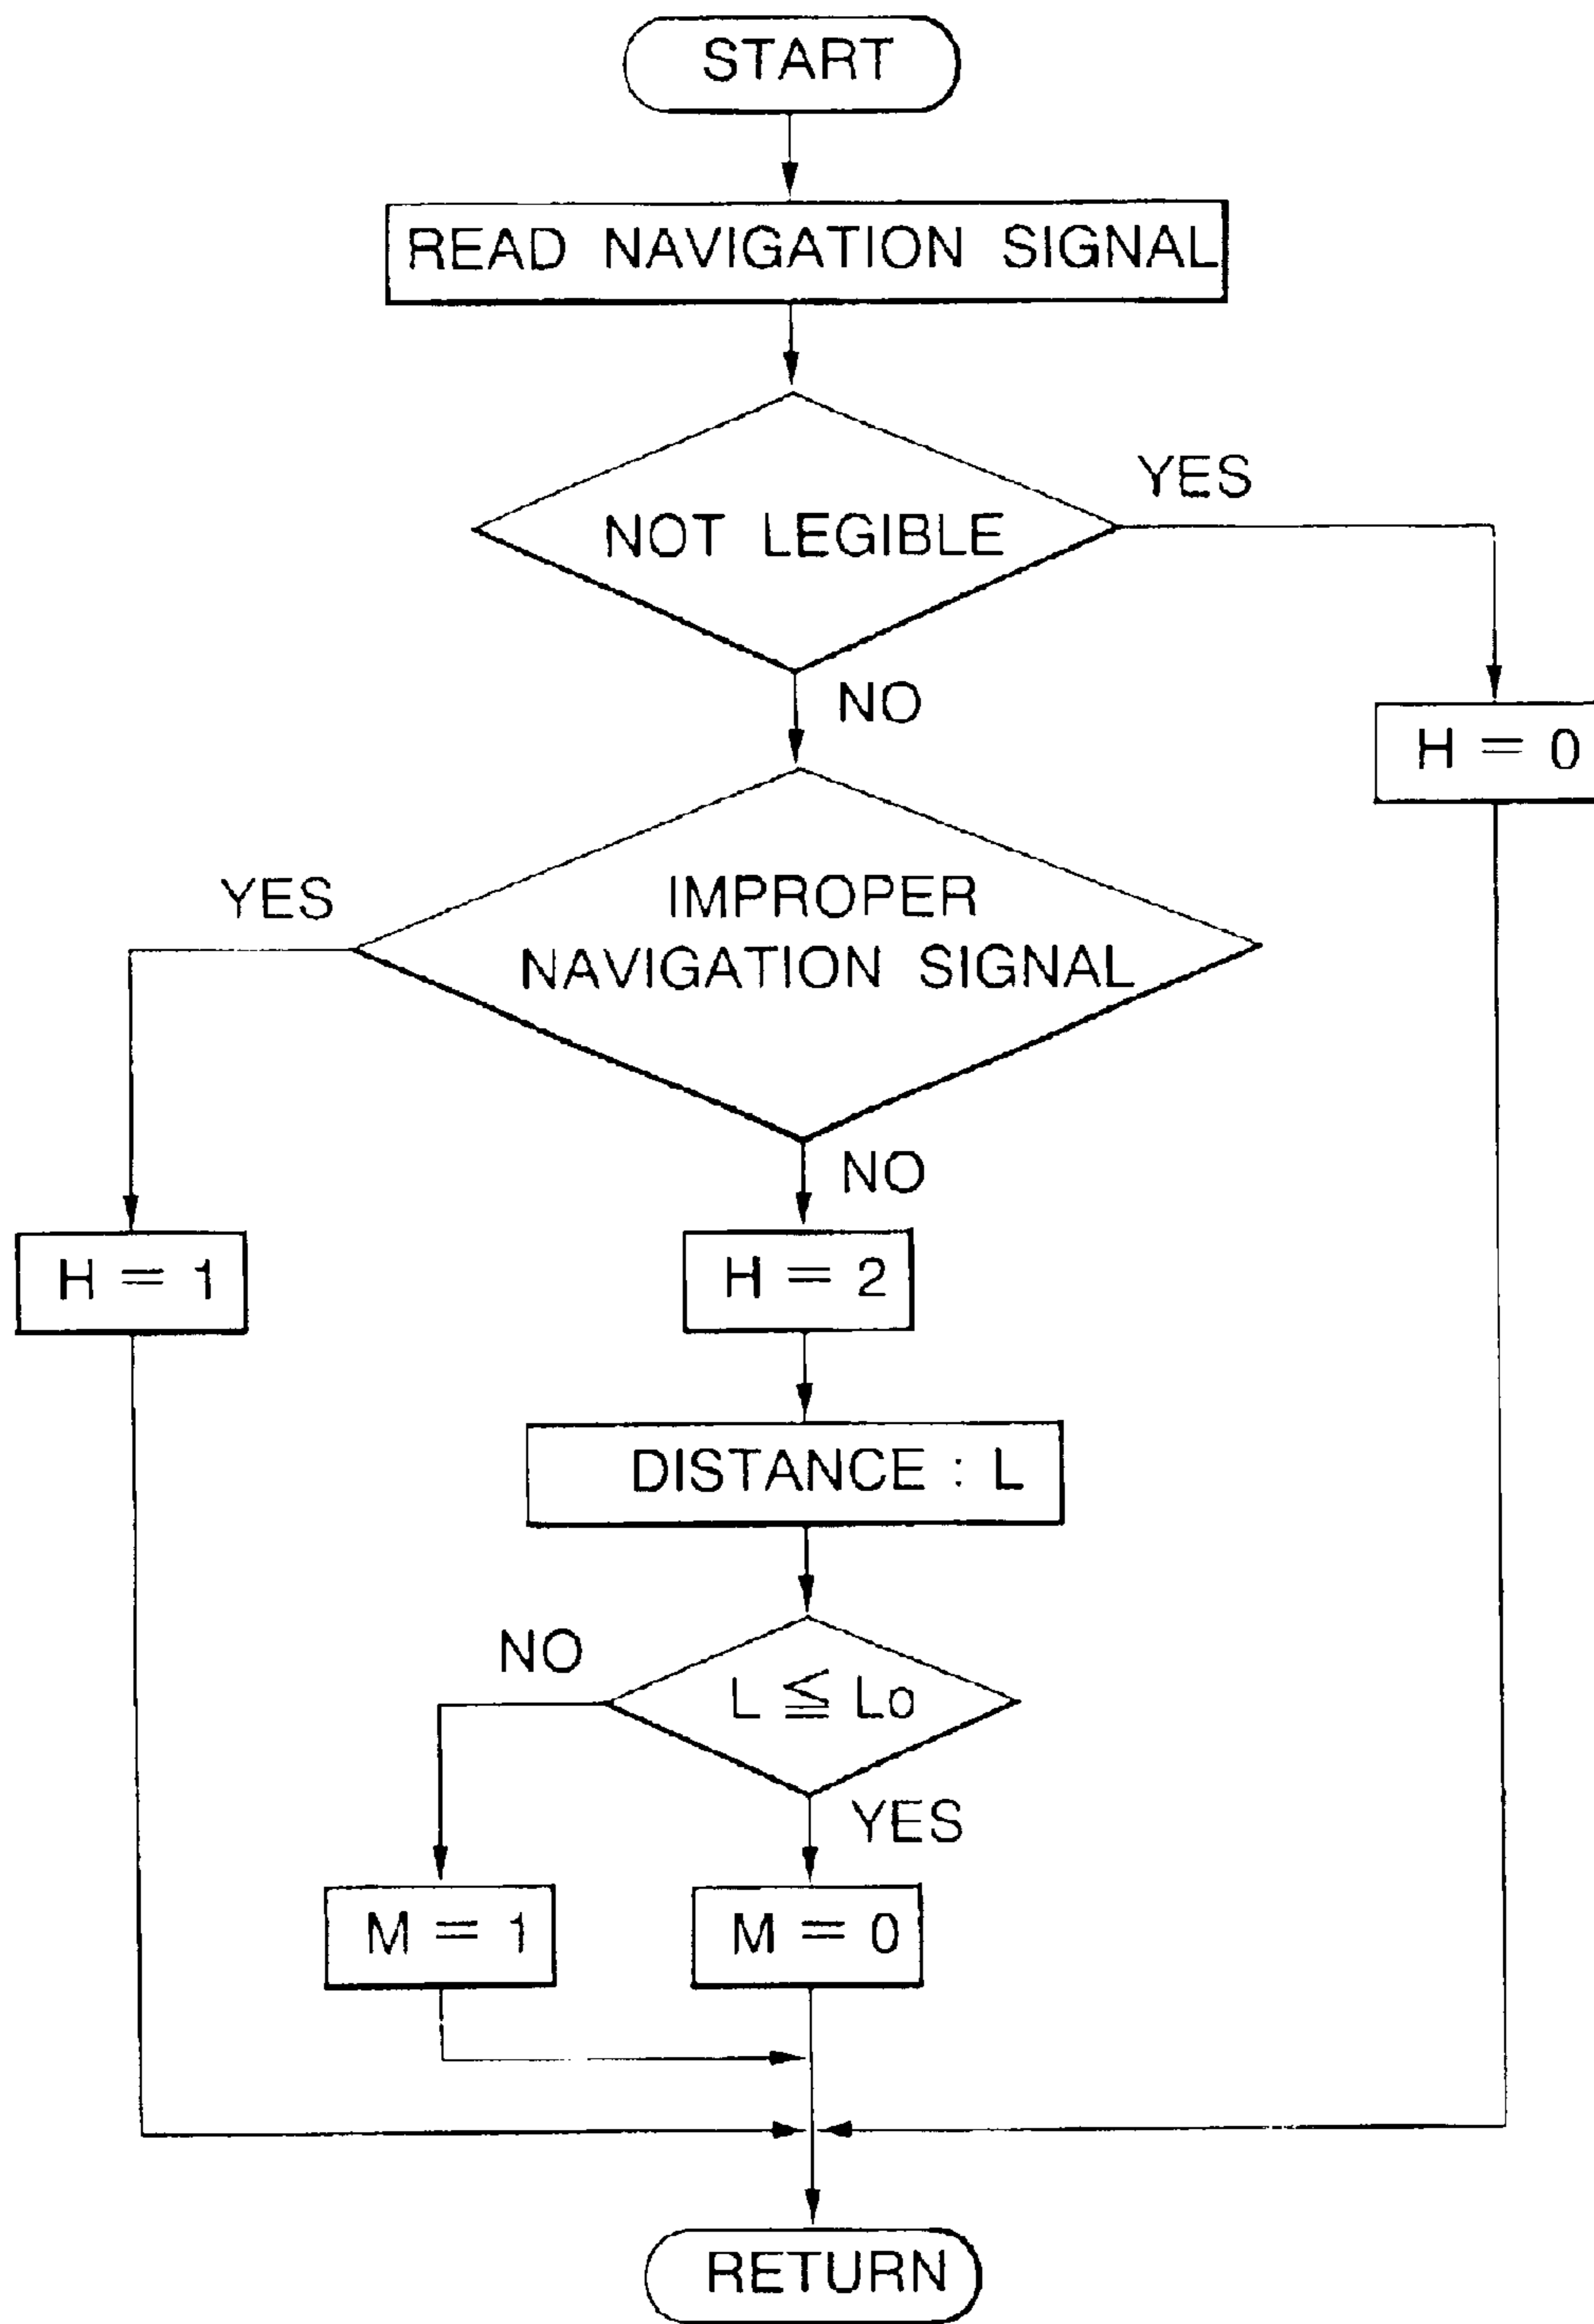 START
READ NAVIGATION SIGNAL
YES
NOT LEGIBLE
NO
H = 0
YES
IMPROPER
NAVIGATION SIGNAL
NO
H = 1
H = 2
DISTANCE : L
NO
L ≦ Lo
YES
M = 1
M = 0
RETURN